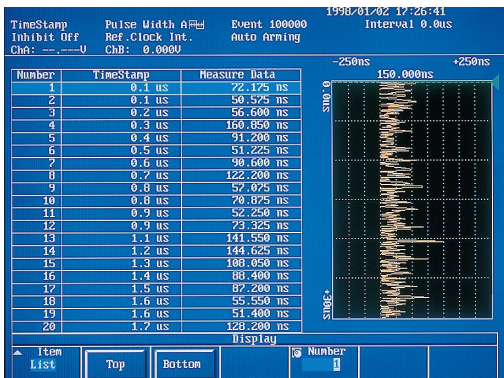 1998/01/02 17:26:41
TimeStamp Pulse Width A Event 100000 Interval 0.0us
Inhibit Off Ref.Clock Int. Auto Arming
ChA: --.----V ChB: 0.000V
-250ns +250ns
150.000ns
Number TimeStamp Measure Data
1 0.1 us 72.175 ns
2 0.1 us 50.575 ns
3 0.2 us 56.600 ns
4 0.3 us 160.850 ns
5 0.4 us 91.200 ns
6 0.5 us 51.225 ns
7 0.6 us 90.600 ns
8 0.7 us 122.200 ns
9 0.8 us 57.075 ns
10 0.8 us 70.875 ns
11 0.9 us 52.250 ns
12 0.9 us 73.325 ns
13 1.1 us 141.550 ns
14 1.2 us 144.625 ns
15 1.3 us 108.050 ns
16 1.4 us 88.400 ns
17 1.5 us 87.200 ns
18 1.6 us 55.550 ns
19 1.6 us 51.400 ns
20 1.7 us 128.200 ns
0.0us
+30us
Display
Item
List
Top
Bottom
Number
1